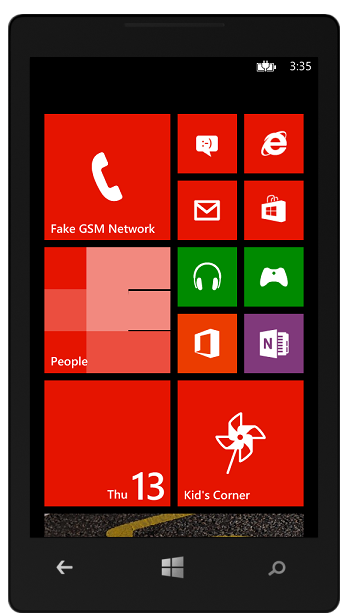 3:35
:-)
Fake GSM Network
People
N
Thu 13
Kid's Corner